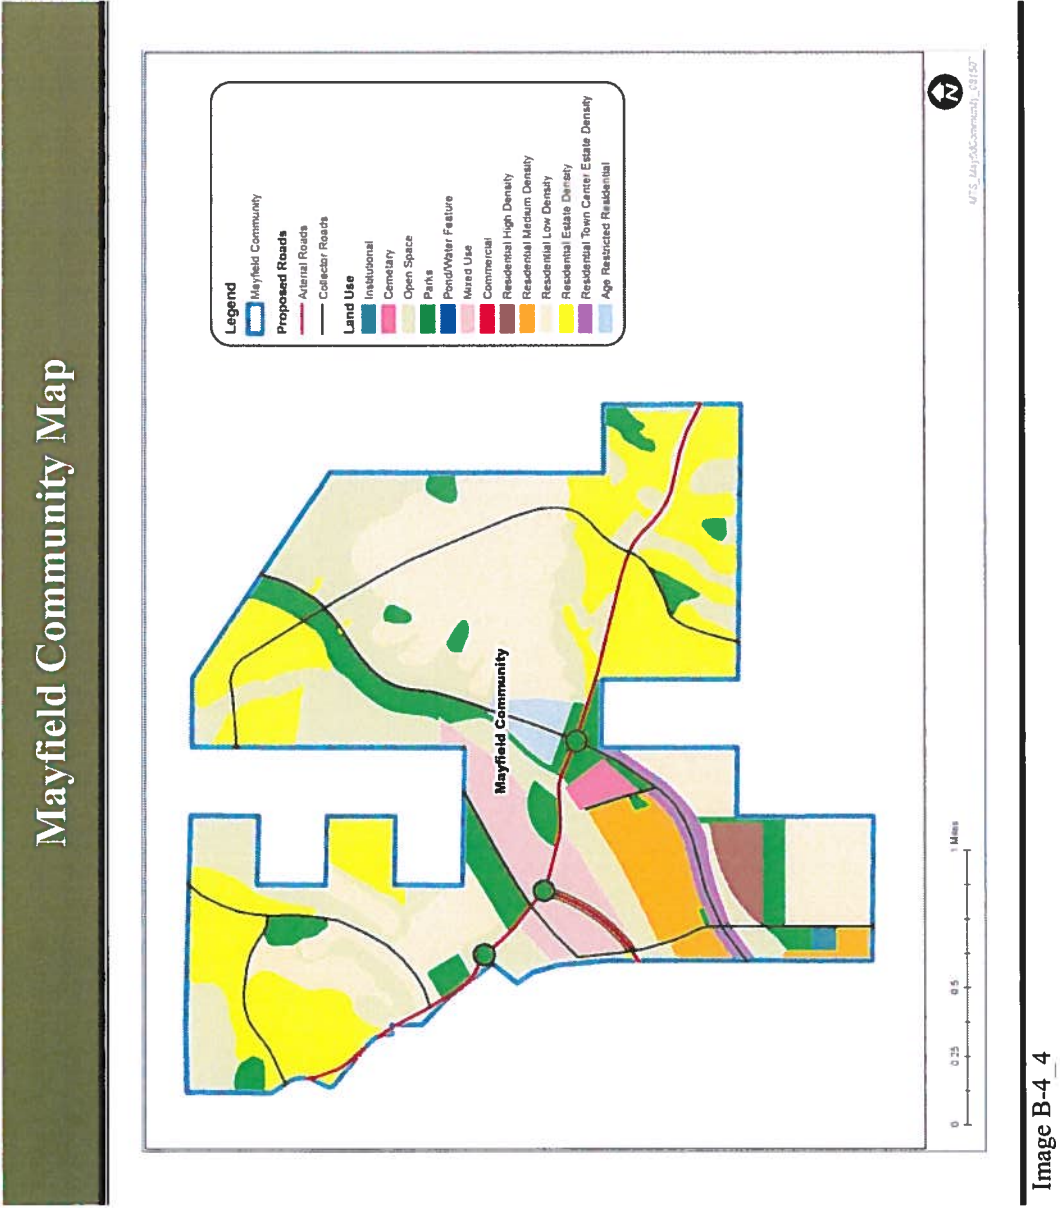 Mayfield Community Map
Legend
Mayfield Community
Proposed Roads
Arterial Roads
Collector Roads
Land Use
Institutional
Cemetary
Open Space
Parks
Pond/Water Feature
Mixed Use
Commercial
Residential High Density
Residential Medium Density
Residential Low Density
Residential Estate Density
Residential Town Center Estate Density
Age Restricted Residential
Mayfield Community
N
0 0.25 0.5 1 Miles
Image B-4_4